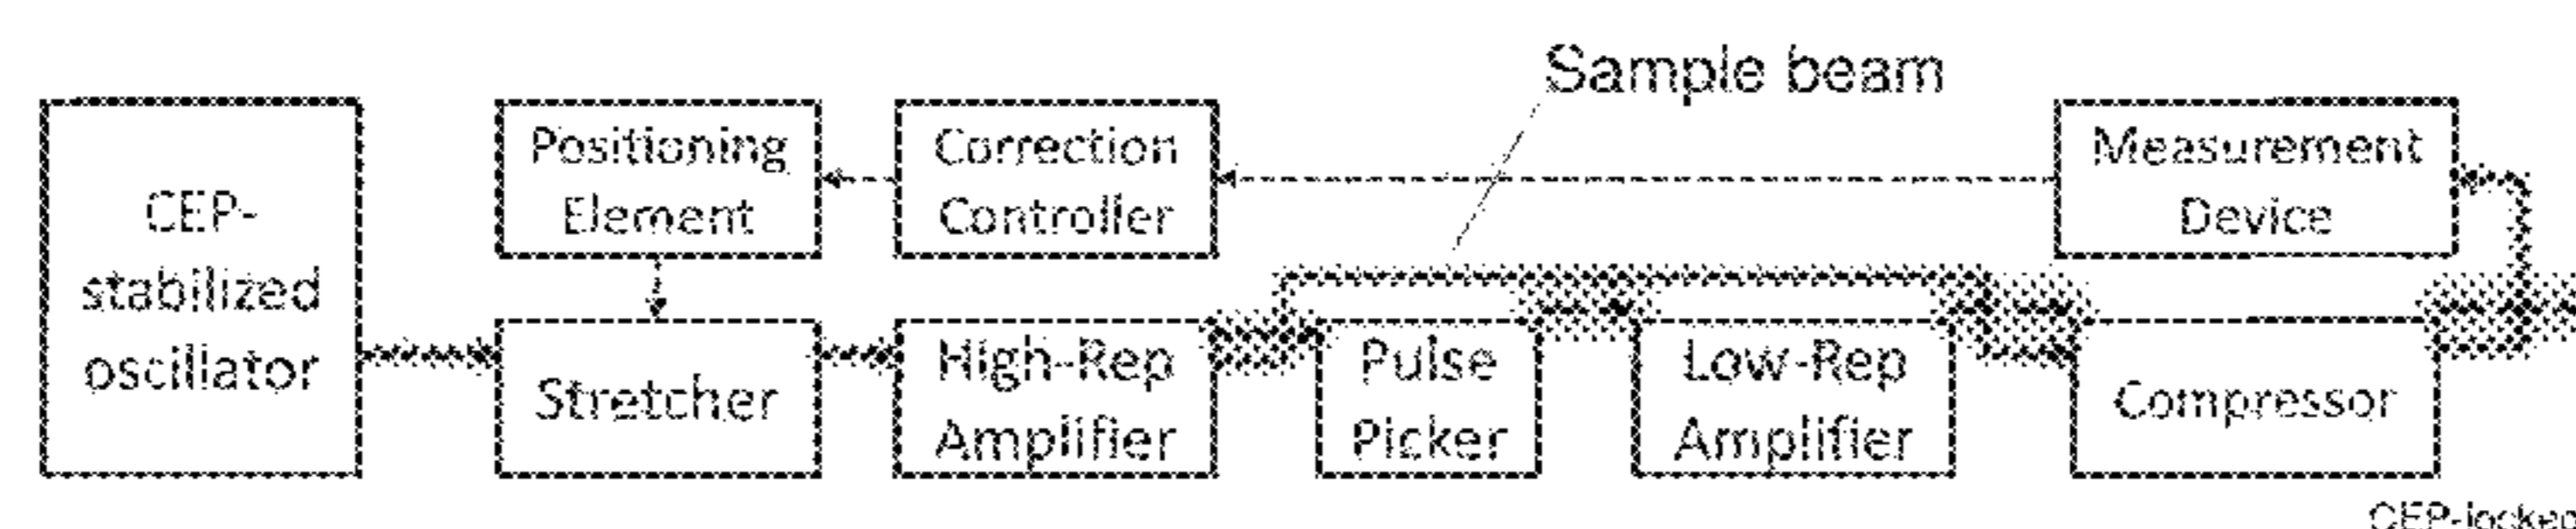 Sample beam
CEP-
stabilized
oscillator
Positioning
Element
Correction
Controller
Measurement
Device
Stretcher
High-Rep
Amplifier
Pulse
Picker
Low-Rep
Amplifier
Compressor
CEP-locked